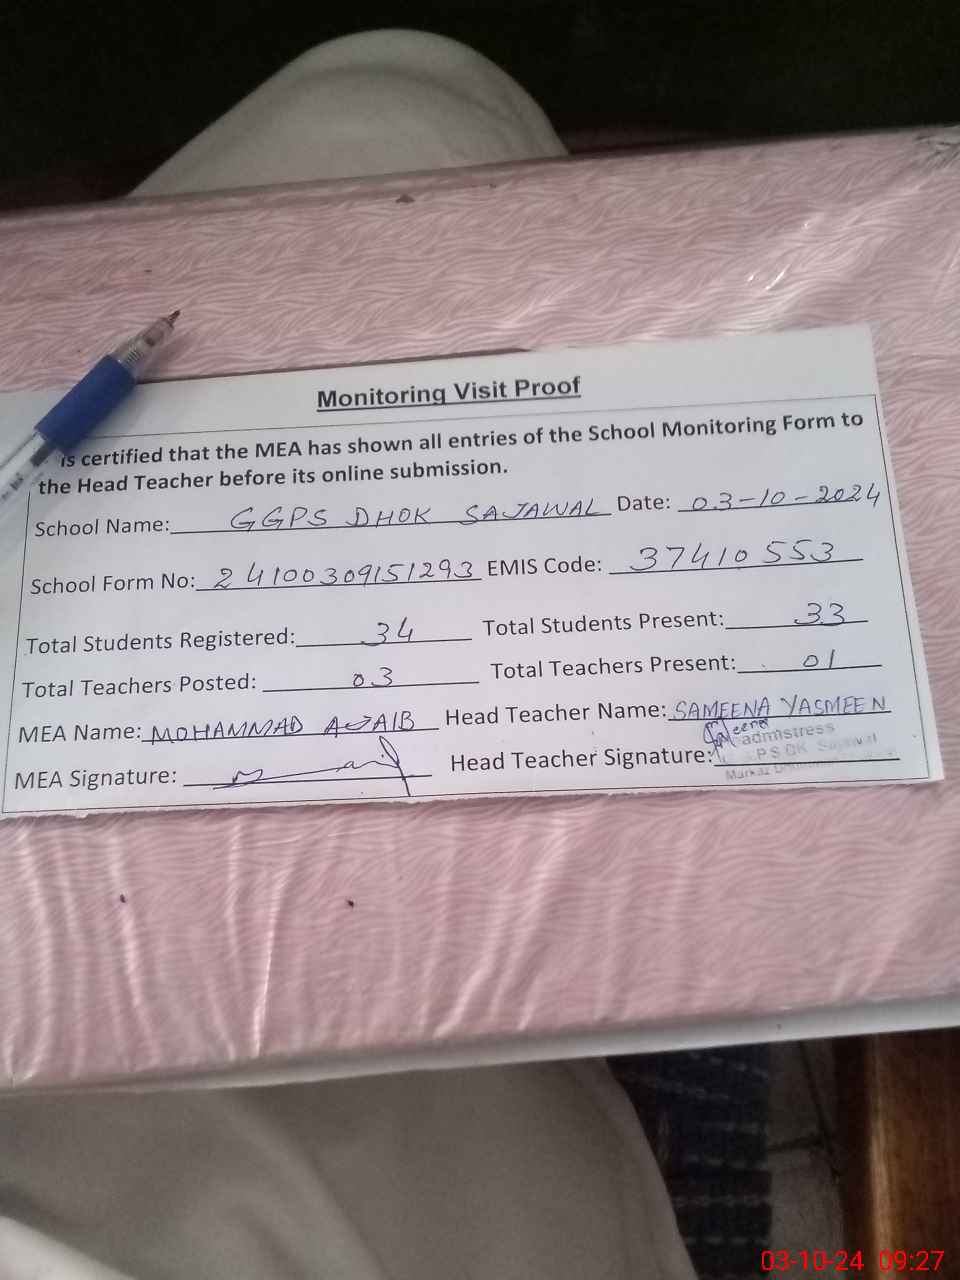 Monitoring Visit Proof
is certified that the MEA has shown all entries of the School Monitoring Form to
the Head Teacher before its online submission.
School Name: GGPS DHOK SAJAWAL Date: 03-10-2024
School Form No: 24100309151293 EMIS Code: 37410553
Total Students Registered: 34 Total Students Present: 33
Total Teachers Posted: 03 Total Teachers Present: 01
MEA Name: MOHAMMAD Head Teacher Name: SAMEENA YASMEEN
MEA Signature: Head Teacher Signature:
admistress
03-10-24 09:27